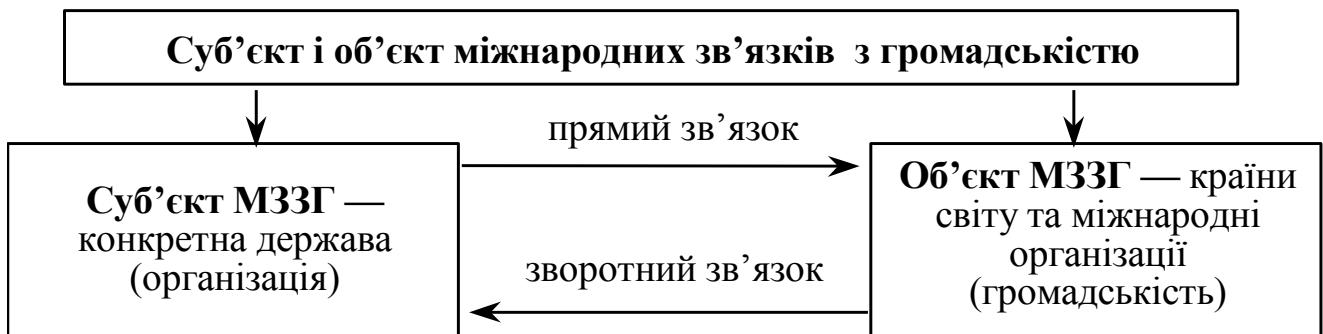 Суб’єкт і об’єкт міжнародних зв’язків з громадськістю
прямий зв’язок
Суб’єкт МЗЗГ —
конкретна держава
(організація)
Об’єкт МЗЗГ — країни
світу та міжнародні
організації
(громадськість)
зворотний зв’язок